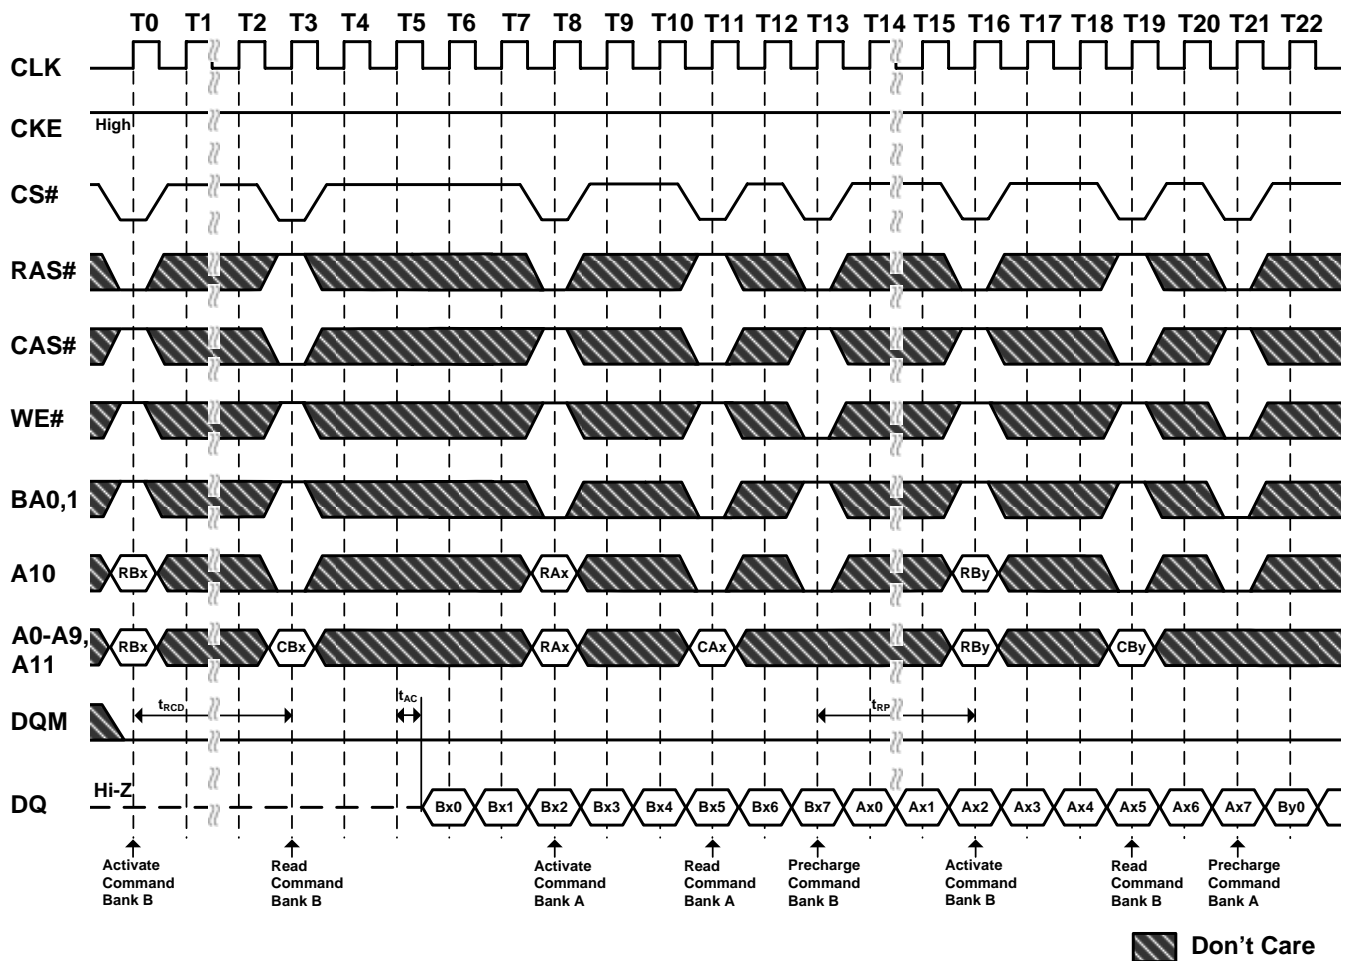 T0 T1 T2 T3 T4 T5 T6 T7 T8 T9 T10 T11 T12 T13 T14 T15 T16 T17 T18 T19 T20 T21 T22
CLK
CKE High
CS#
RAS#
CAS#
WE#
BA0,1
A10 RBx RAx RBy
A0-A9,
A11
RBx CBx RAx CAx RBy CBy
tRCD tAC tRP
DQM
DQ Hi-Z Bx0 Bx1 Bx2 Bx3 Bx4 Bx5 Bx6 Bx7 Ax0 Ax1 Ax2 Ax3 Ax4 Ax5 Ax6 Ax7 By0
Activate
Command
Bank B
Read
Command
Bank B
Activate
Command
Bank A
Read
Command
Bank A
Precharge
Command
Bank B
Activate
Command
Bank B
Read
Command
Bank B
Precharge
Command
Bank A
Don't Care